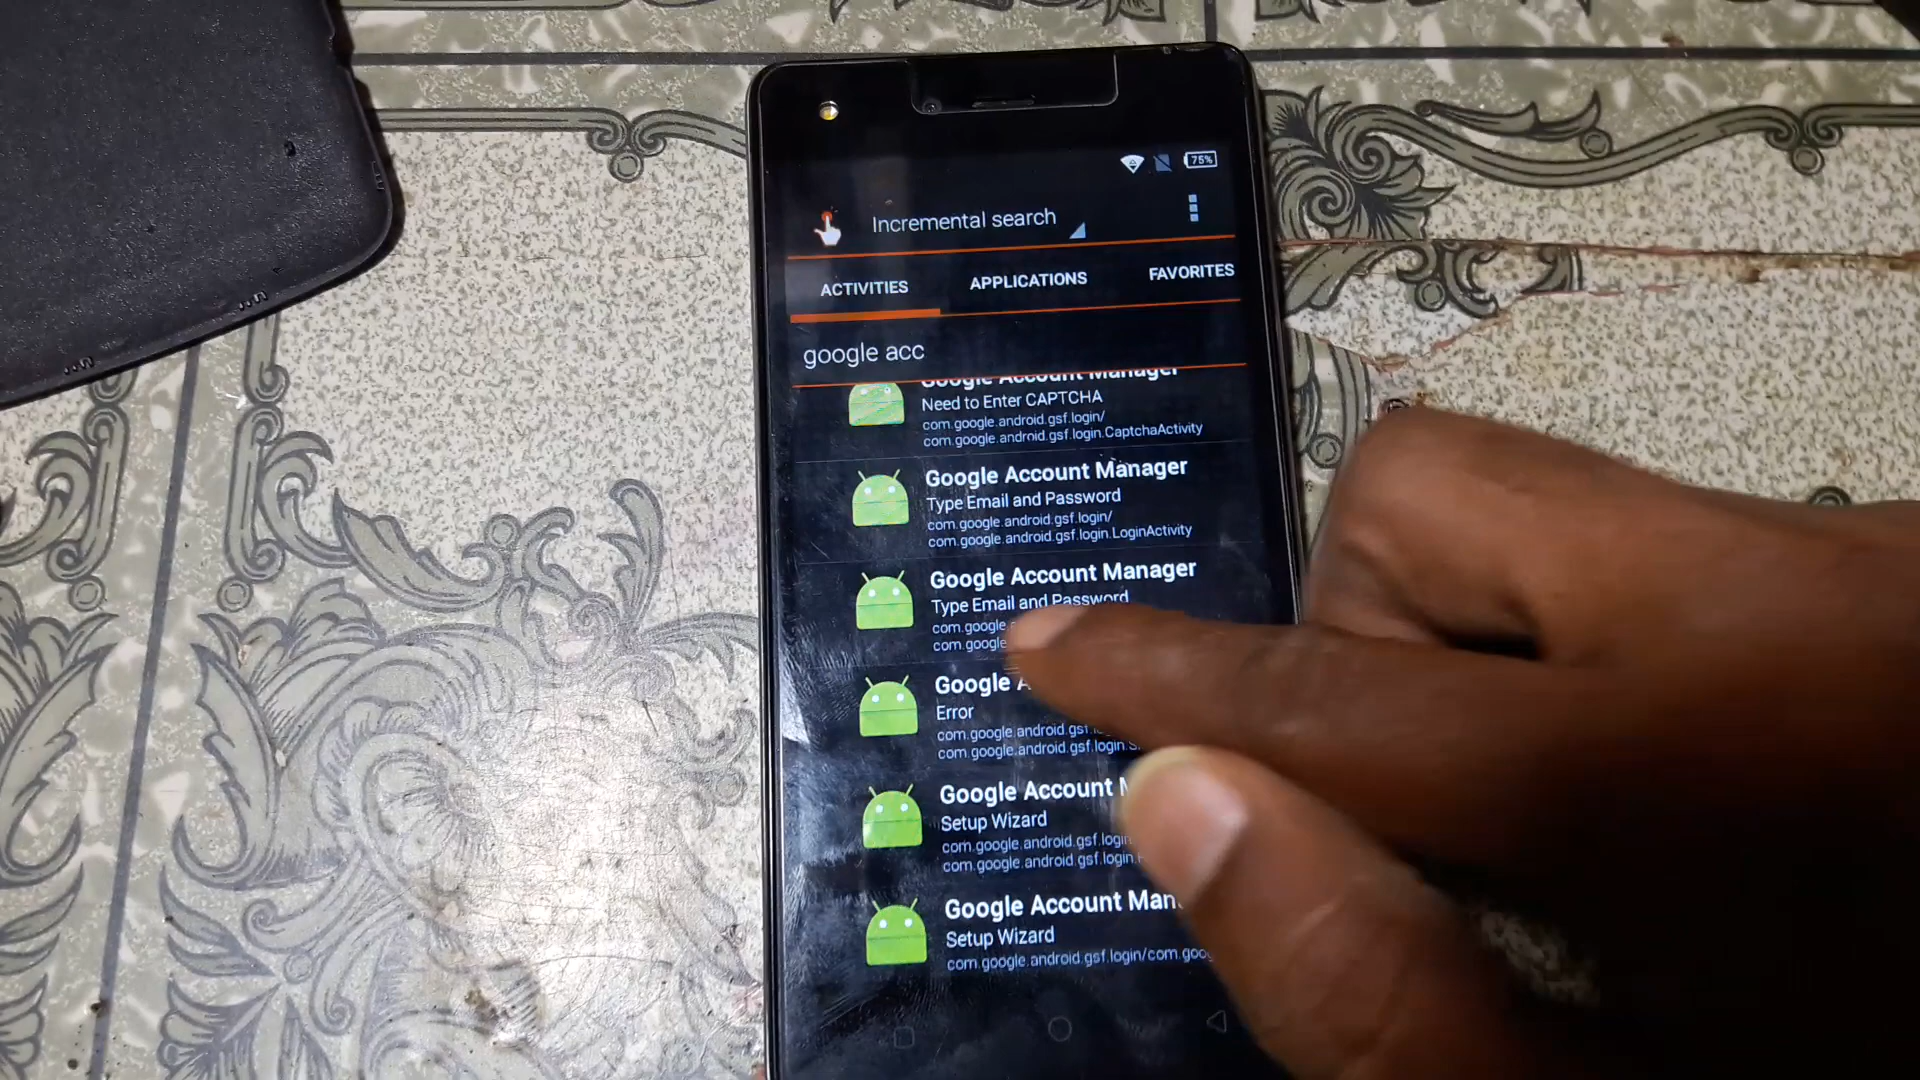 75%
Incremental search
ACTIVITIES
APPLICATIONS
FAVORITES
google acc
Google Account Manager
Need to Enter CAPTCHA
com.google.android.gsf.login/
com.google.android.gsf.login.CaptchaActivity
Google Account Manager
Type Email and Password
com.google.android.gsf.login/
com.google.android.gsf.login.LoginActivity
Google Account Manager
Type Email and Password
com.google
com.google
Google
Error
com.google.android.gsf
com.google.android.gsf.login
Google Account
Setup Wizard
com.google.android.gsf.login
com.google.android.gsf.login
Google Account Man
Setup Wizard
com.google.android.gsf.login/com.goog